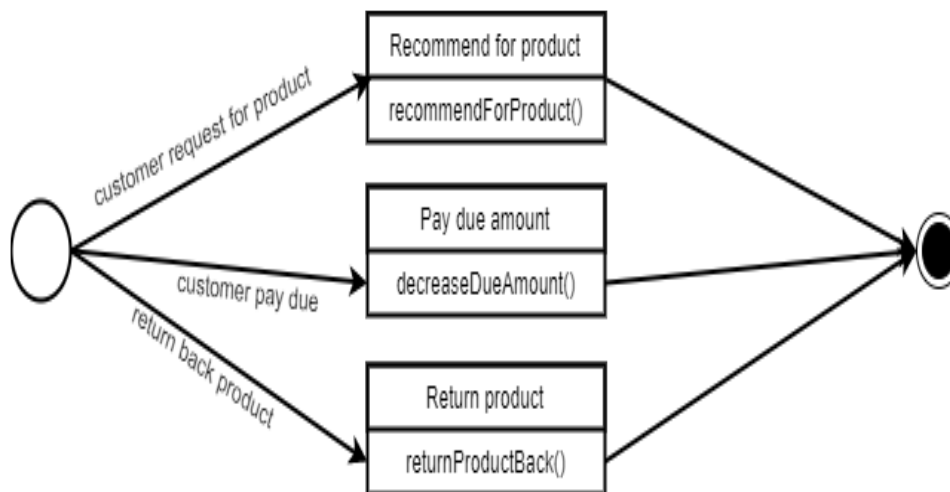 Recommend for product
recommendForProduct()
customer request for product
Pay due amount
decreaseDueAmount()
customer pay due
return back product
Return product
returnProductBack()